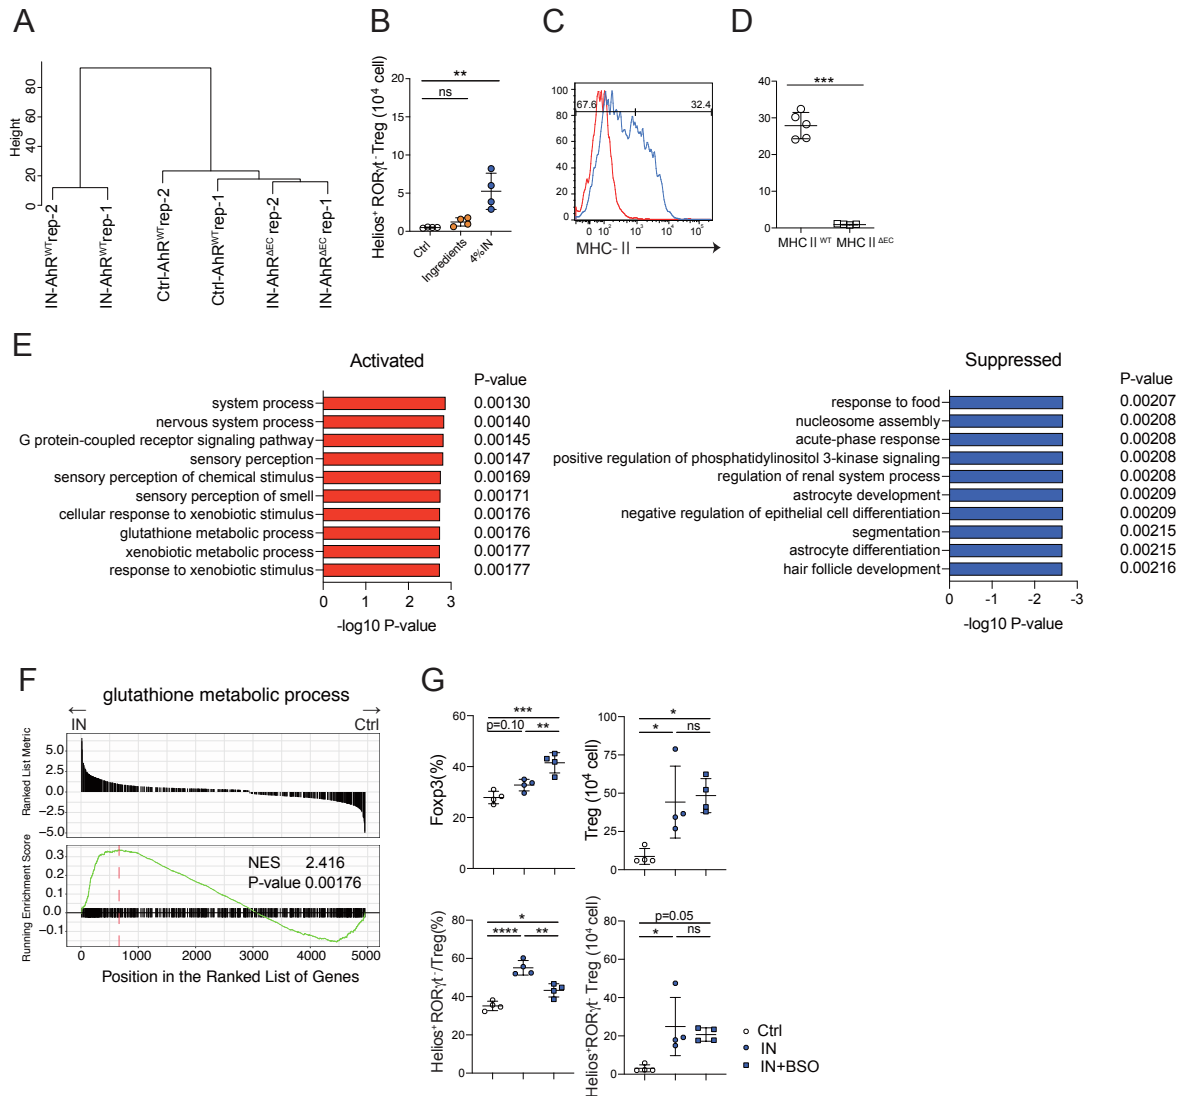 A
Height
0
20
40
60
80
IN-AhRWTrep-2
IN-AhRWTrep-1
Ctrl-AhRWTrep-2
Ctrl-AhRWTrep-1
IN-AhRΔEC rep-2
IN-AhRΔEC rep-1
B
Helios+ RORγt- Treg (10⁴ cell)
20
15
10
5
0
**
ns
Ctrl
Ingredients
4%IN
C
100
80
60
40
20
0
67.6
32.4
0 10² 10³ 10⁴ 10⁵
MHC-II
D
40
30
20
10
0
***
MHC II WT MHC II ΔEC
E
Activated
P-value
system process 0.00130
nervous system process 0.00140
G protein-coupled receptor signaling pathway 0.00145
sensory perception 0.00147
sensory perception of chemical stimulus 0.00169
sensory perception of smell 0.00171
cellular response to xenobiotic stimulus 0.00176
glutathione metabolic process 0.00176
xenobiotic metabolic process 0.00177
response to xenobiotic stimulus 0.00177
0 1 2 3
-log10 P-value
Suppressed
P-value
response to food 0.00207
nucleosome assembly 0.00208
acute-phase response 0.00208
positive regulation of phosphatidylinositol 3-kinase signaling 0.00208
regulation of renal system process 0.00208
astrocyte development 0.00209
negative regulation of epithelial cell differentiation 0.00209
segmentation 0.00215
astrocyte differentiation 0.00215
hair follicle development 0.00216
0 -1 -2 -3
-log10 P-value
F
glutathione metabolic process
IN Ctrl
Ranked List Metric
5.0
2.5
0.0
-2.5
-5.0
Running Enrichment Score
0.3
0.2
0.1
0.0
-0.1
NES 2.416
P-value 0.00176
0 1000 2000 3000 4000 5000
Position in the Ranked List of Genes
G
Foxp3(%)
60
40
20
0
***
p=0.10 **
Treg (10⁴ cell)
100
75
50
25
0
*
* ns
Helios+RORγt-/Treg(%)
80
60
40
20
0
*
**** **
Helios+RORγt- Treg (10⁴ cell)
80
60
40
20
0
p=0.05
* ns
Ctrl
IN
IN+BSO